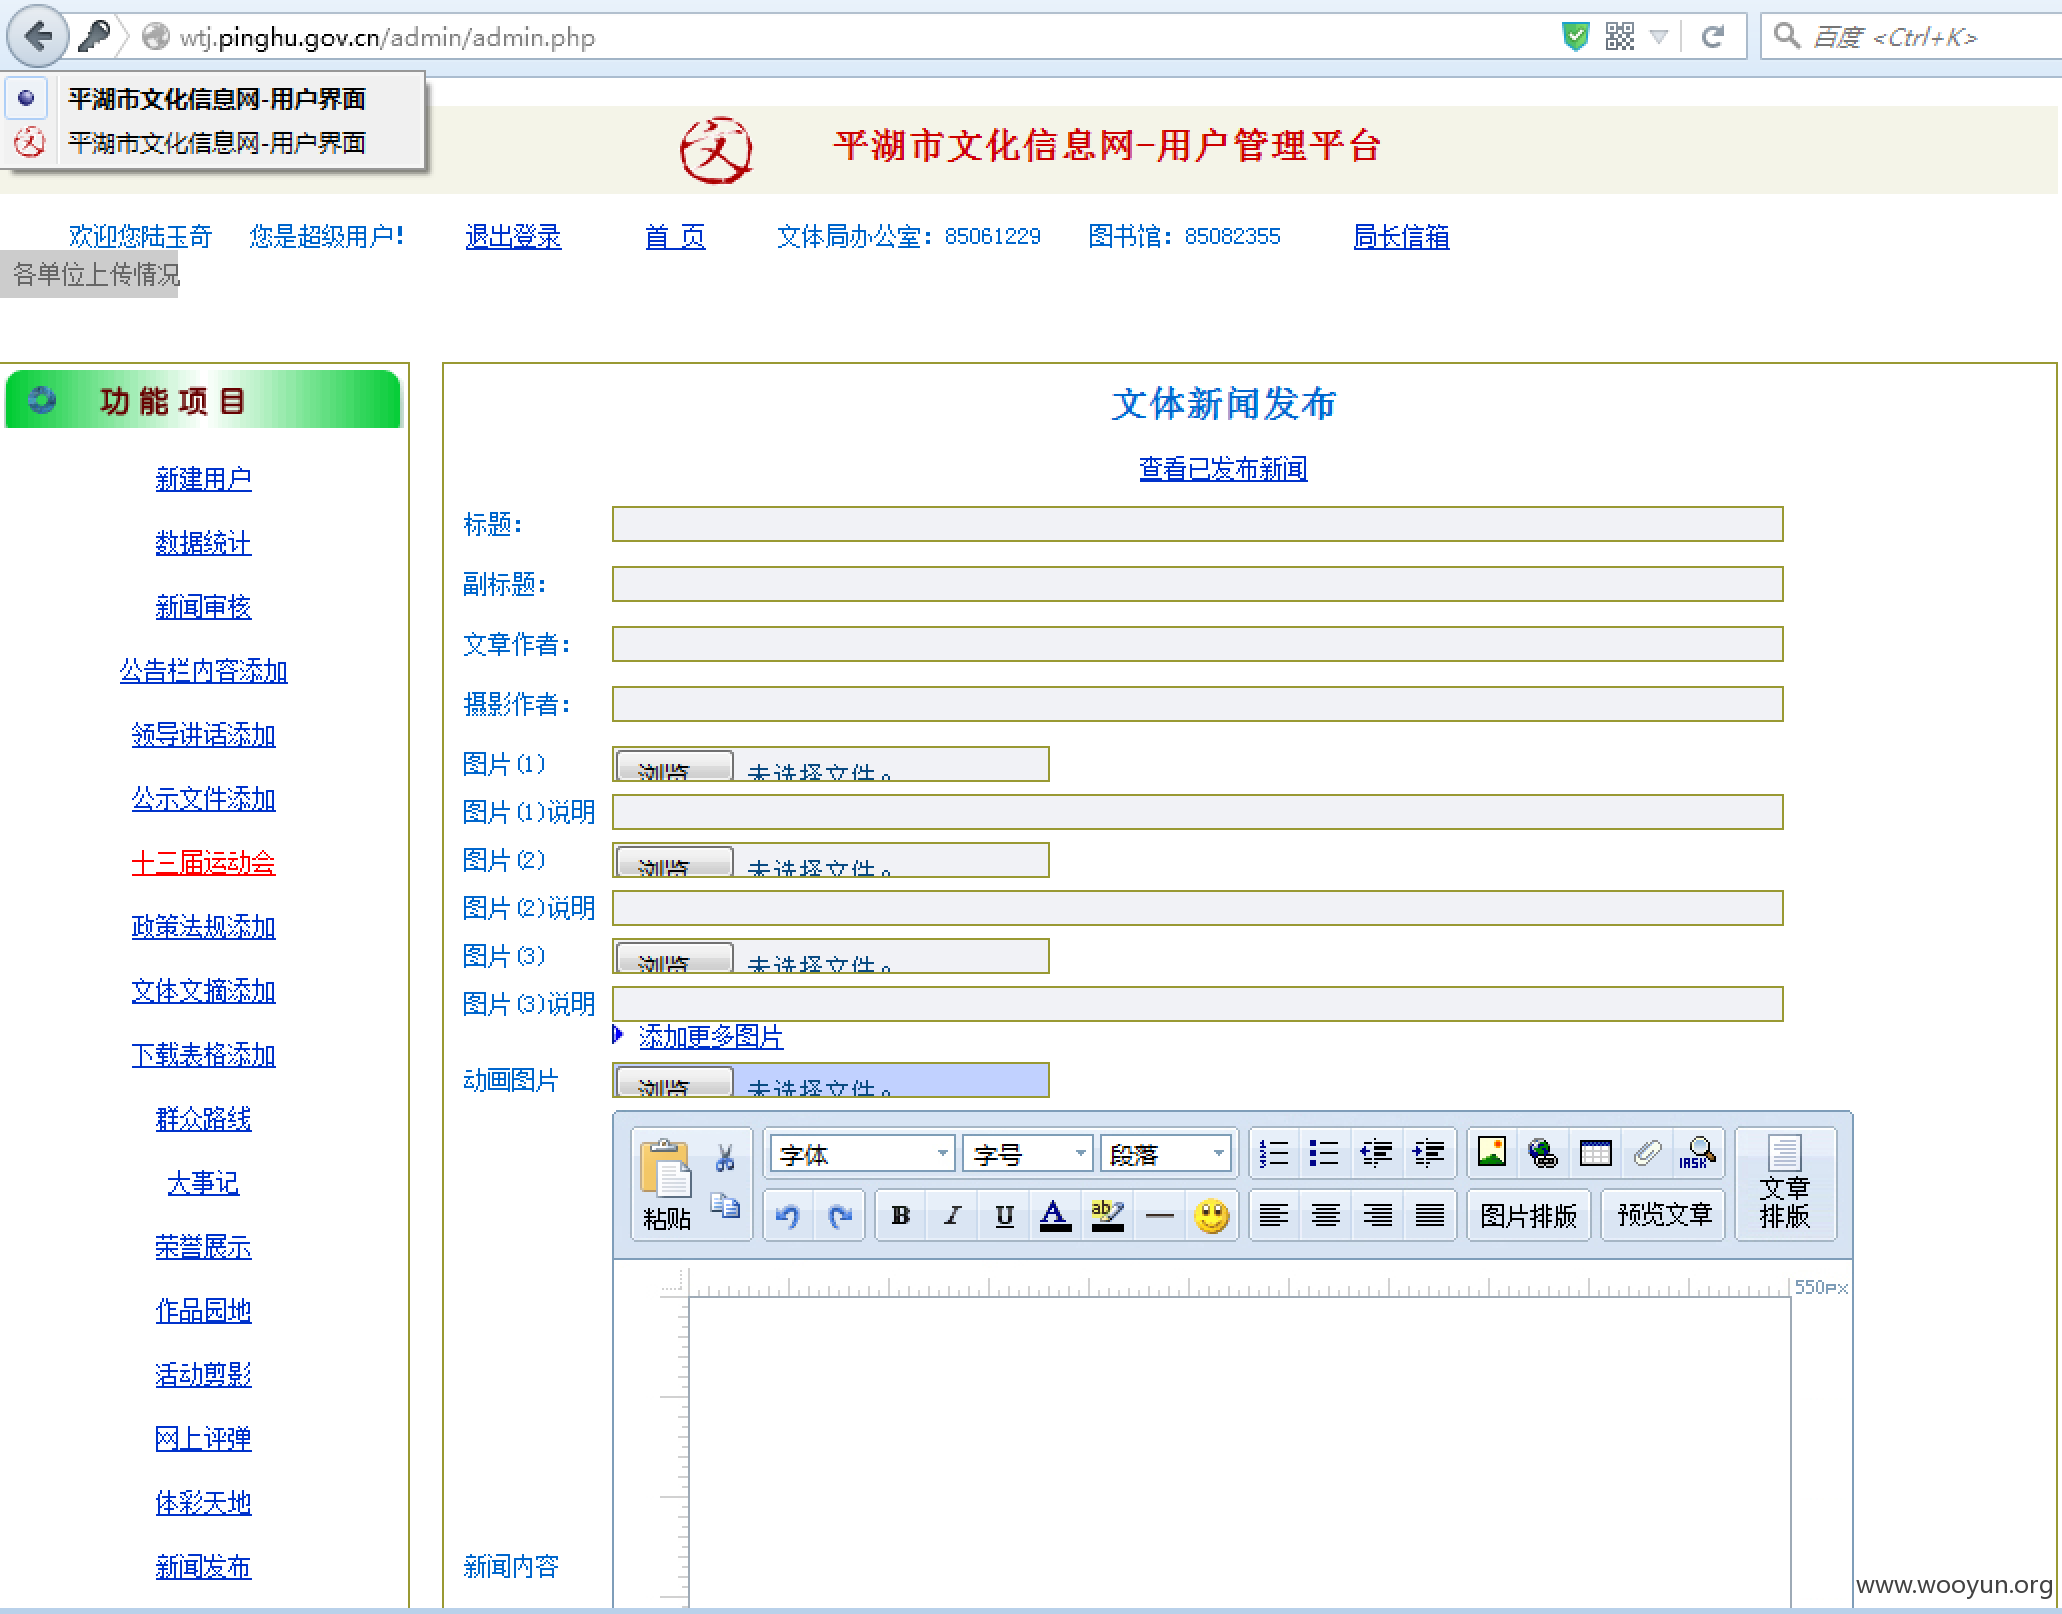 wtj.pinghu.gov.cn/admin/admin.php
百度 <Ctrl+K>
平湖市文化信息网-用户界面
平湖市文化信息网-用户界面
平湖市文化信息网-用户管理平台
欢迎您陆玉奇 您是超级用户! 退出登录 首 页 文体局办公室: 85061229 图书馆: 85082355 局长信箱
各单位上传情况
功能项目
新建用户
数据统计
新闻审核
公告栏内容添加
领导讲话添加
公示文件添加
十三届运动会
政策法规添加
文体文摘添加
下载表格添加
群众路线
大事记
荣誉展示
作品园地
活动剪影
网上评弹
体彩天地
新闻发布
文体新闻发布
查看已发布新闻
标题:
副标题:
文章作者:
摄影作者:
图片(1) 浏览 未选择文件。
图片(1)说明
图片(2) 浏览 未选择文件。
图片(2)说明
图片(3) 浏览 未选择文件。
图片(3)说明
添加更多图片
动画图片 浏览 未选择文件。
粘贴 字体 字号 段落 IASK
B I U A ab 图片排版 预览文章 文章排版
550px
新闻内容
www.wooyun.org